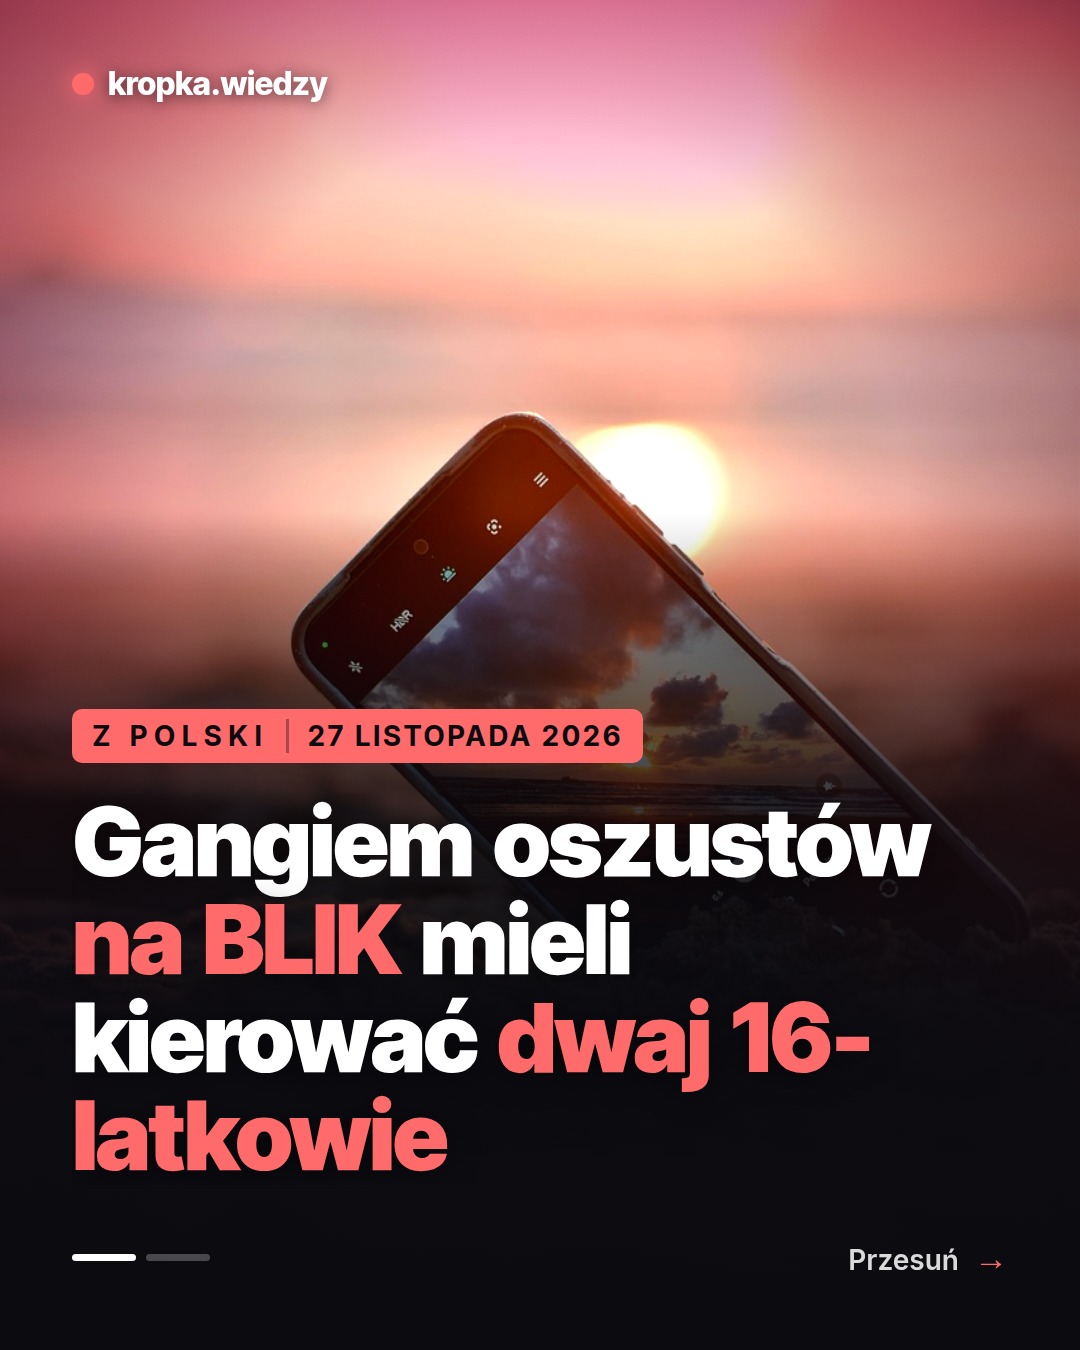 kropka.wiedzy
Z POLSKI | 27 LISTOPADA 2026
Gangiem oszustów
na BLIK mieli
kierować dwaj 16-
latkowie
Przesuń →